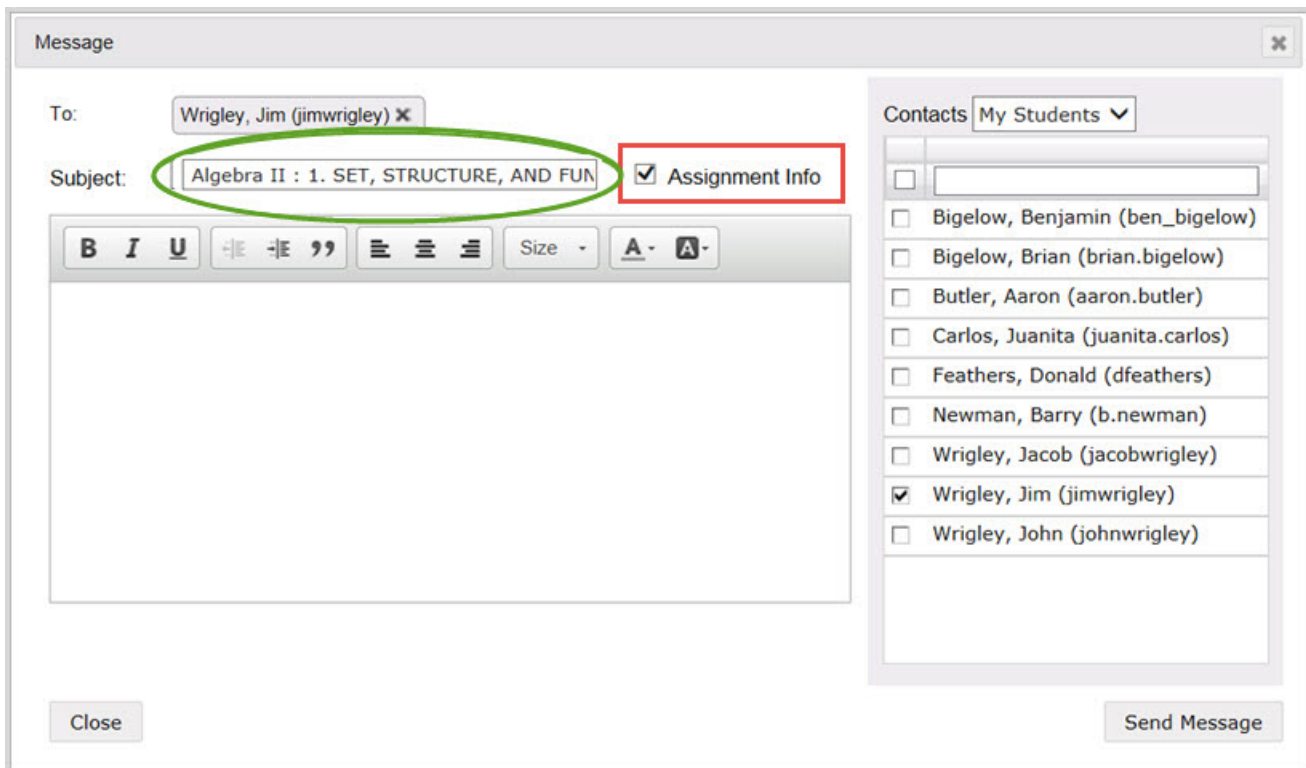 Message
To:
Wrigley, Jim (jimwrigley)
Subject:
Algebra II : 1. SET, STRUCTURE, AND FUN
Assignment Info
B I U
Size
A
A
Contacts
My Students
Bigelow, Benjamin (ben_bigelow)
Bigelow, Brian (brian.bigelow)
Butler, Aaron (aaron.butler)
Carlos, Juanita (juanita.carlos)
Feathers, Donald (dfeathers)
Newman, Barry (b.newman)
Wrigley, Jacob (jacobwrigley)
Wrigley, Jim (jimwrigley)
Wrigley, John (johnwrigley)
Close
Send Message